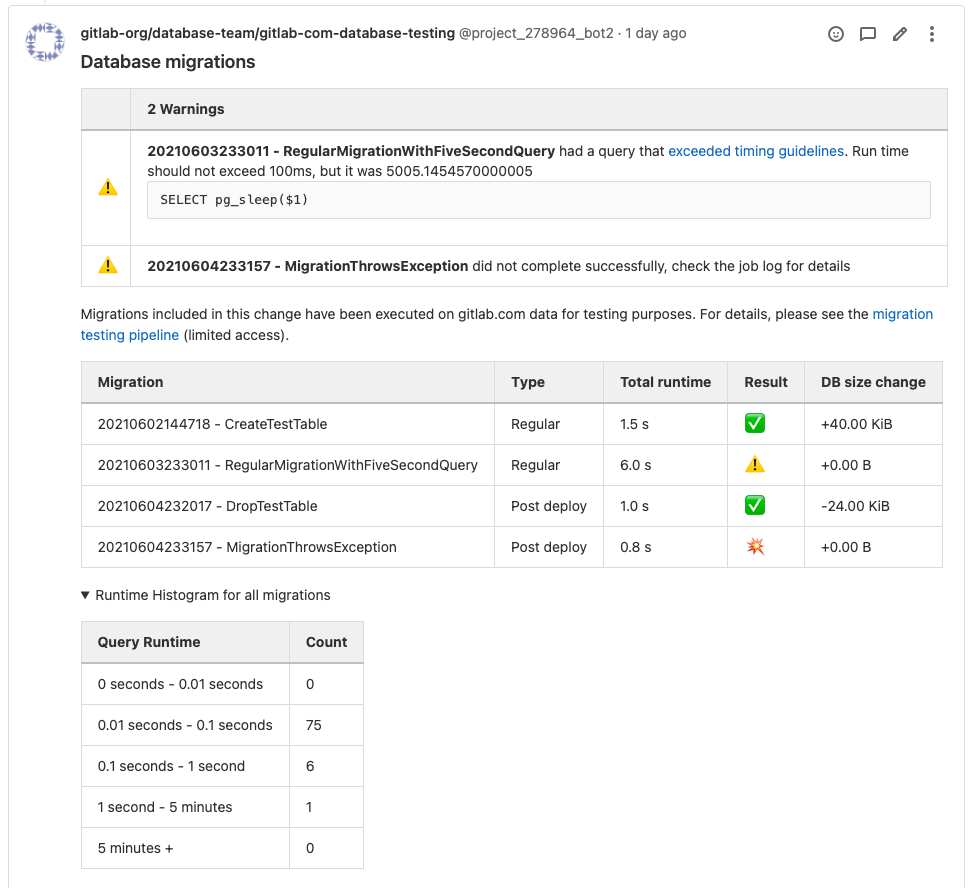 gitlab-org/database-team/gitlab-com-database-testing @project_278964_bot2 · 1 day ago
Database migrations
2 Warnings
20210603233011 - RegularMigrationWithFiveSecondQuery had a query that exceeded timing guidelines. Run time
should not exceed 100ms, but it was 5005.1454570000005
SELECT pg_sleep($1)
20210604233157 - MigrationThrowsException did not complete successfully, check the job log for details
Migrations included in this change have been executed on gitlab.com data for testing purposes. For details, please see the migration
testing pipeline (limited access).
Migration Type Total runtime Result DB size change
20210602144718 - CreateTestTable Regular 1.5 s +40.00 KiB
20210603233011 - RegularMigrationWithFiveSecondQuery Regular 6.0 s +0.00 B
20210604232017 - DropTestTable Post deploy 1.0 s -24.00 KiB
20210604233157 - MigrationThrowsException Post deploy 0.8 s +0.00 B
Runtime Histogram for all migrations
Query Runtime Count
0 seconds - 0.01 seconds 0
0.01 seconds - 0.1 seconds 75
0.1 seconds - 1 second 6
1 second - 5 minutes 1
5 minutes + 0